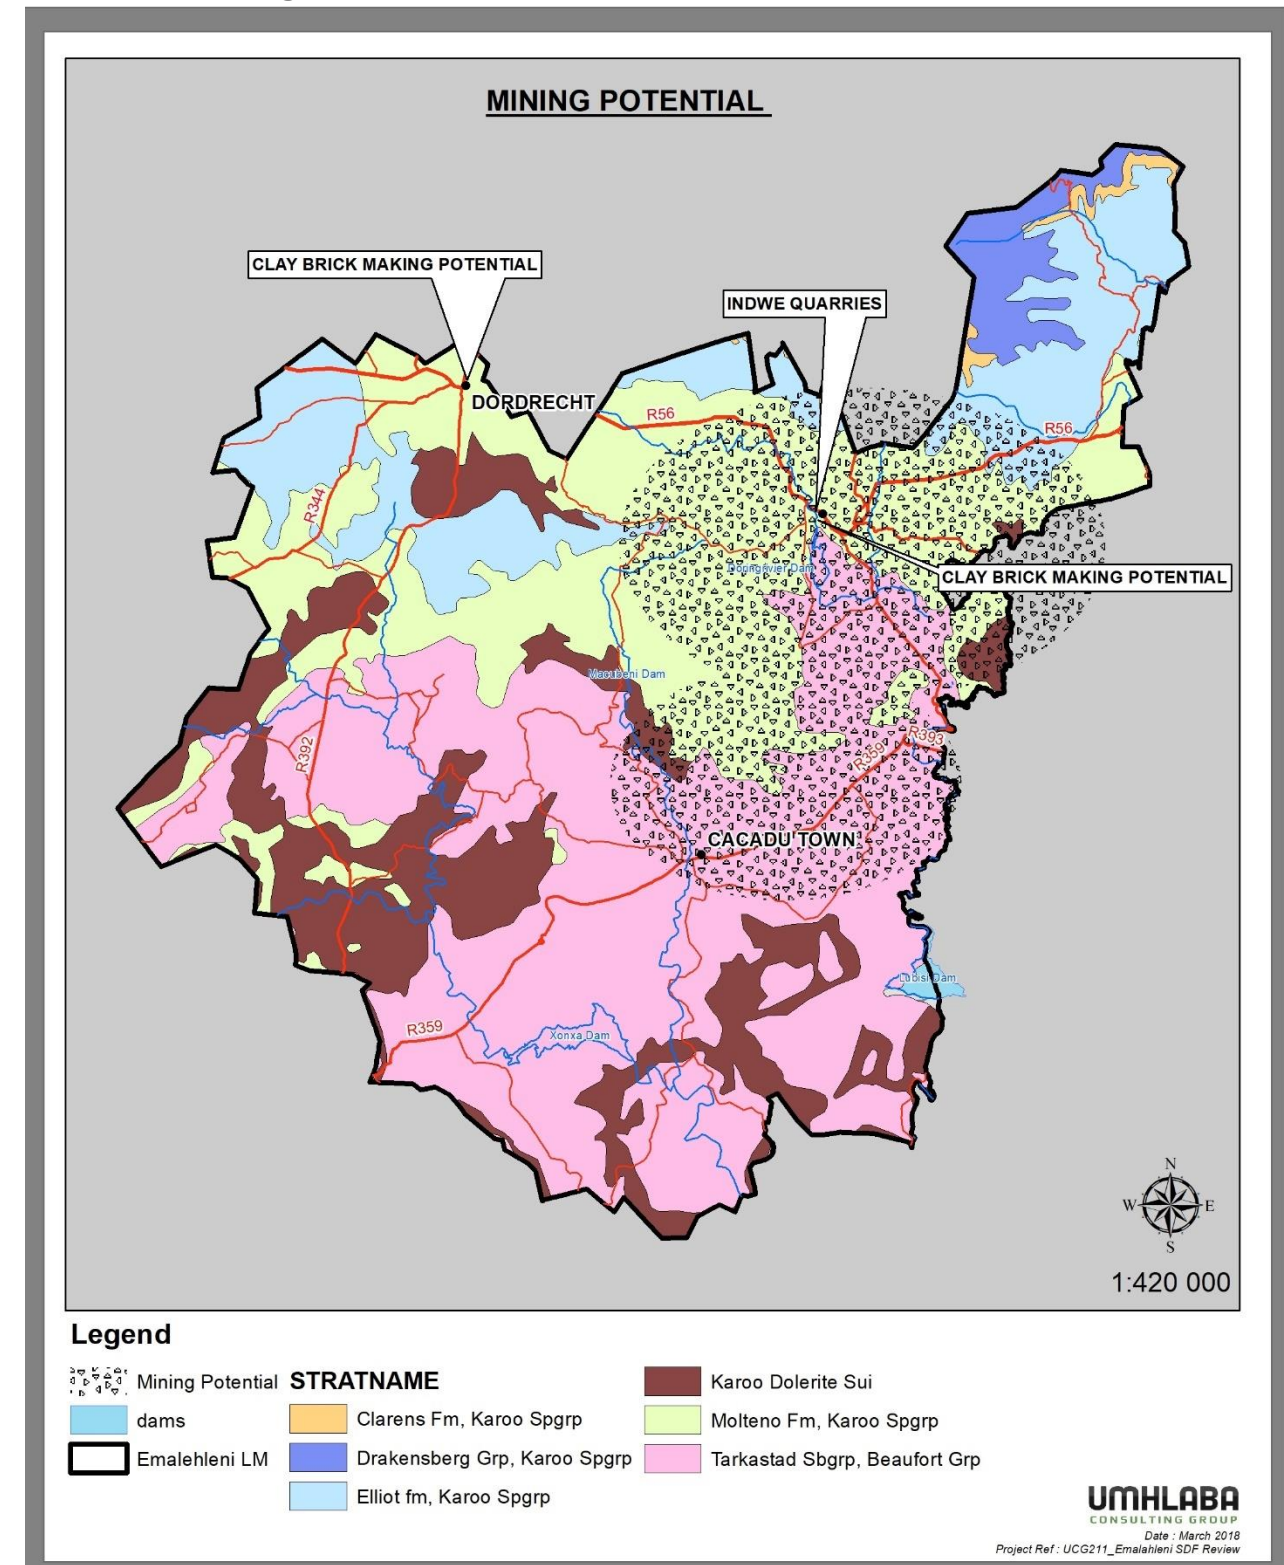 MINING POTENTIAL
CLAY BRICK MAKING POTENTIAL
INDWE QUARRIES
DORDRECHT
R56
R56
R344
Doringrivier Dam
CLAY BRICK MAKING POTENTIAL
Macubeni Dam
R392
R393
R359
CACADU TOWN
Lubisi Dam
R359
Xonxa Dam
N
W E
S
1:420 000
Legend
Mining Potential
dams
Emalehleni LM
STRATNAME
Clarens Fm, Karoo Spgrp
Drakensberg Grp, Karoo Spgrp
Elliot fm, Karoo Spgrp
Karoo Dolerite Sui
Molteno Fm, Karoo Spgrp
Tarkastad Sbgrp, Beaufort Grp
UMHLABA
CONSULTING GROUP
Date : March 2018
Project Ref : UCG211_Emalahleni SDF Review